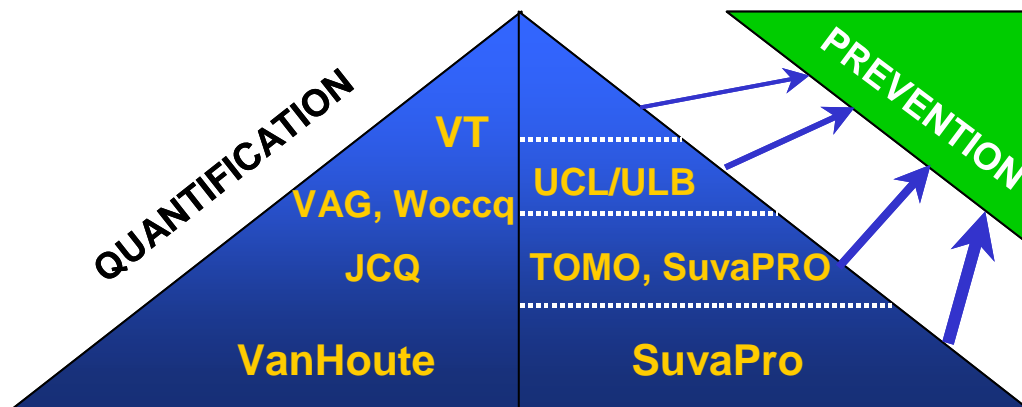 QUANTIFICATION
PREVENTION
VT
UCL/ULB
VAG, Woccq
JCQ
TOMO, SuvaPRO
VanHoute
SuvaPro